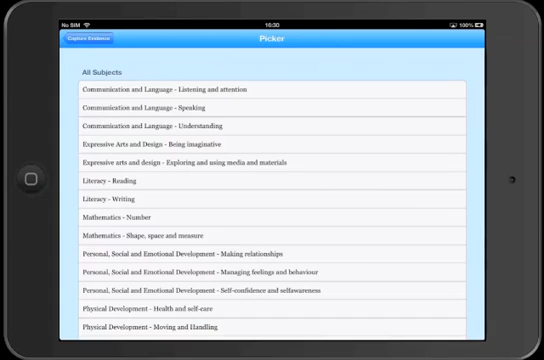 No SIM
16:30
100%
Capture Evidence
Picker
All Subjects
Communication and Language - Listening and attention
Communication and Language - Speaking
Communication and Language - Understanding
Expressive Arts and Design - Being imaginative
Expressive arts and design - Exploring and using media and materials
Literacy - Reading
Literacy - Writing
Mathematics - Number
Mathematics - Shape, space and measure
Personal, Social and Emotional Development - Making relationships
Personal, Social and Emotional Development - Managing feelings and behaviour
Personal, Social and Emotional Development - Self-confidence and selfawareness
Physical Development - Health and self-care
Physical Development - Moving and Handling